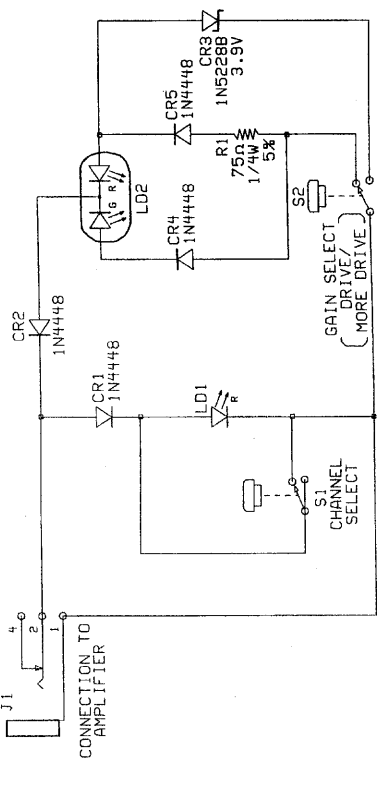 J1
4
2
1
CONNECTION TO
AMPLIFIER
CR2
1N4448
CR1
1N4448
LD1
R
S1
CHANNEL
SELECT
G
R
LD2
CR4
1N4448
CR5
1N4448
R1
75Ω
1/4W
5%
CR3
1N5228B
3.9V
S2
GAIN SELECT
DRIVE/
MORE DRIVE